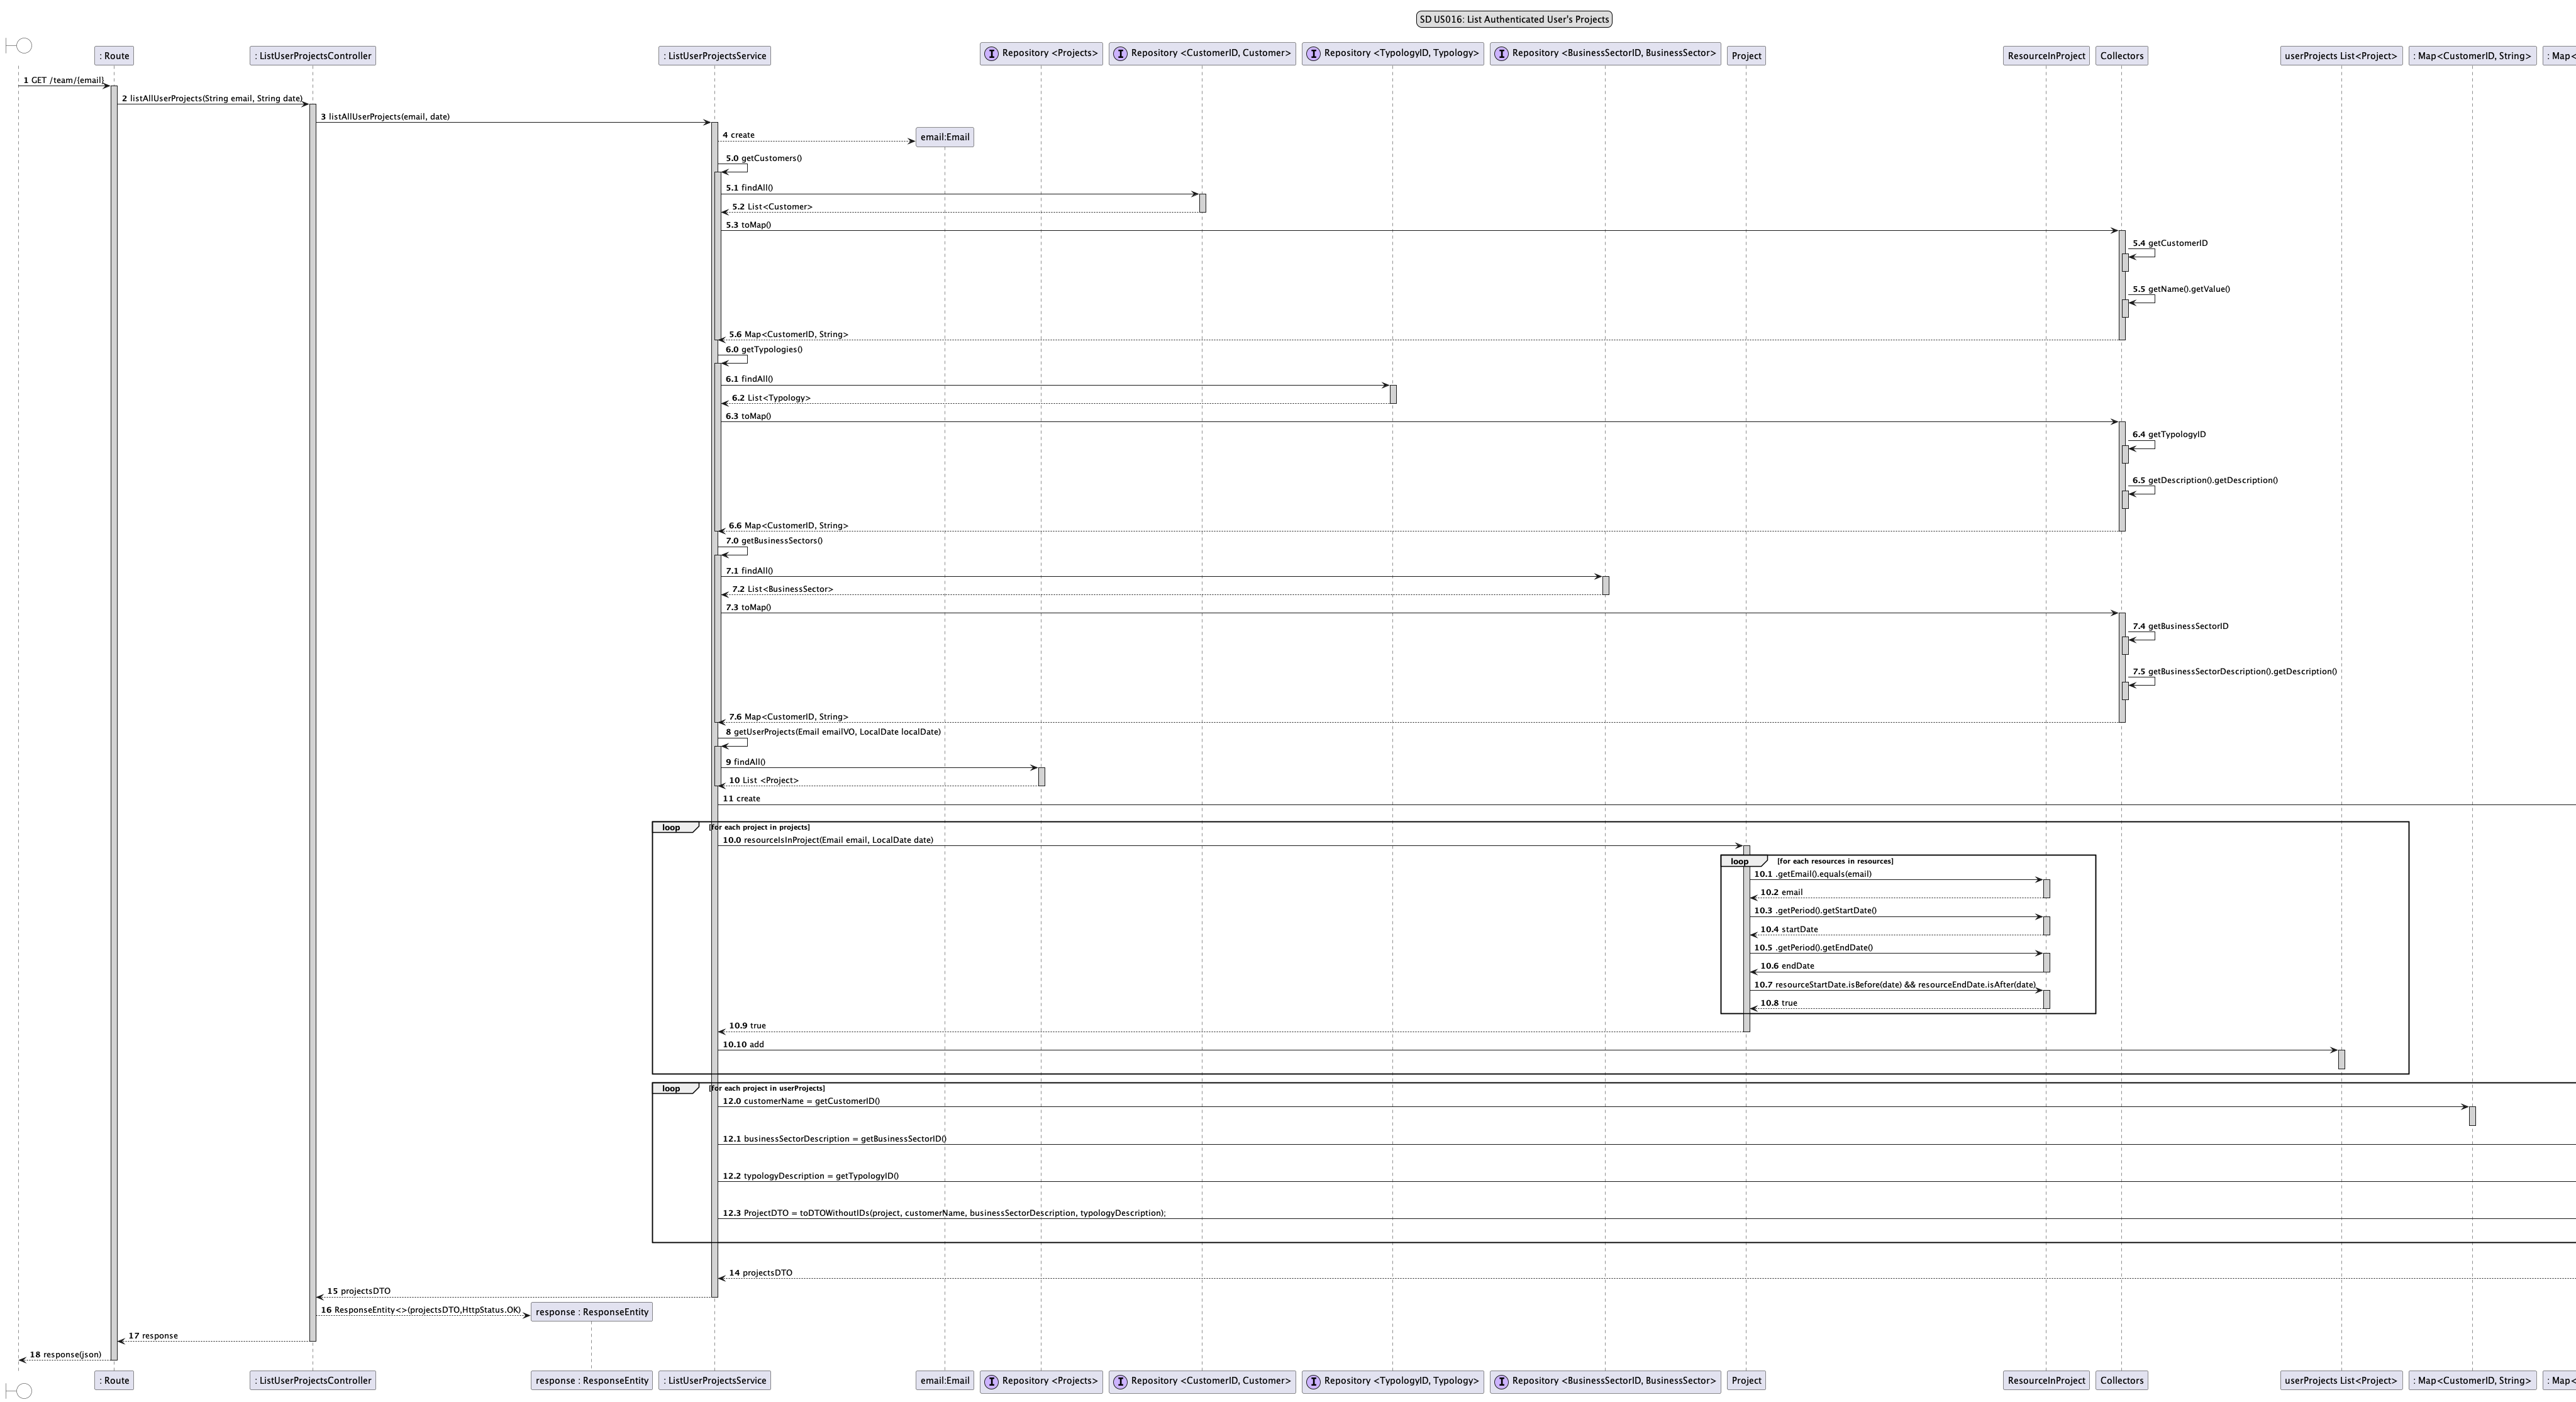 SD US016: List Authenticated User's Projects
: Route
: ListUserProjectsController
: ListUserProjectsService
I Repository <Projects>
I Repository <CustomerID, Customer>
I Repository <TypologyID, Typology>
I Repository <BusinessSectorID, BusinessSector>
Project
ResourceInProject
Collectors
userProjects List<Project>
: Map<CustomerID, String>
: Map<
1 GET /team/{email}
2 listAllUserProjects(String email, String date)
3 listAllUserProjects(email, date)
4 create
email:Email
5.0 getCustomers()
5.1 findAll()
5.2 List<Customer>
5.3 toMap()
5.4 getCustomerID
5.5 getName().getValue()
5.6 Map<CustomerID, String>
6.0 getTypologies()
6.1 findAll()
6.2 List<Typology>
6.3 toMap()
6.4 getTypologyID
6.5 getDescription().getDescription()
6.6 Map<CustomerID, String>
7.0 getBusinessSectors()
7.1 findAll()
7.2 List<BusinessSector>
7.3 toMap()
7.4 getBusinessSectorID
7.5 getBusinessSectorDescription().getDescription()
7.6 Map<CustomerID, String>
8 getUserProjects(Email emailVO, LocalDate localDate)
9 findAll()
10 List <Project>
11 create
loop [for each project in projects]
10.0 resourceIsInProject(Email email, LocalDate date)
loop [for each resources in resources]
10.1 .getEmail().equals(email)
10.2 email
10.3 .getPeriod().getStartDate()
10.4 startDate
10.5 .getPeriod().getEndDate()
10.6 endDate
10.7 resourceStartDate.isBefore(date) && resourceEndDate.isAfter(date)
10.8 true
10.9 true
10.10 add
loop [for each project in userProjects]
12.0 customerName = getCustomerID()
12.1 businessSectorDescription = getBusinessSectorID()
12.2 typologyDescription = getTypologyID()
12.3 ProjectDTO = toDTOWithoutIDs(project, customerName, businessSectorDescription, typologyDescription);
14 projectsDTO
15 projectsDTO
16 ResponseEntity<>(projectsDTO,HttpStatus.OK)
response : ResponseEntity
17 response
18 response(json)
: Route
: ListUserProjectsController
response : ResponseEntity
: ListUserProjectsService
email:Email
I Repository <Projects>
I Repository <CustomerID, Customer>
I Repository <TypologyID, Typology>
I Repository <BusinessSectorID, BusinessSector>
Project
ResourceInProject
Collectors
userProjects List<Project>
: Map<CustomerID, String>
: Map<